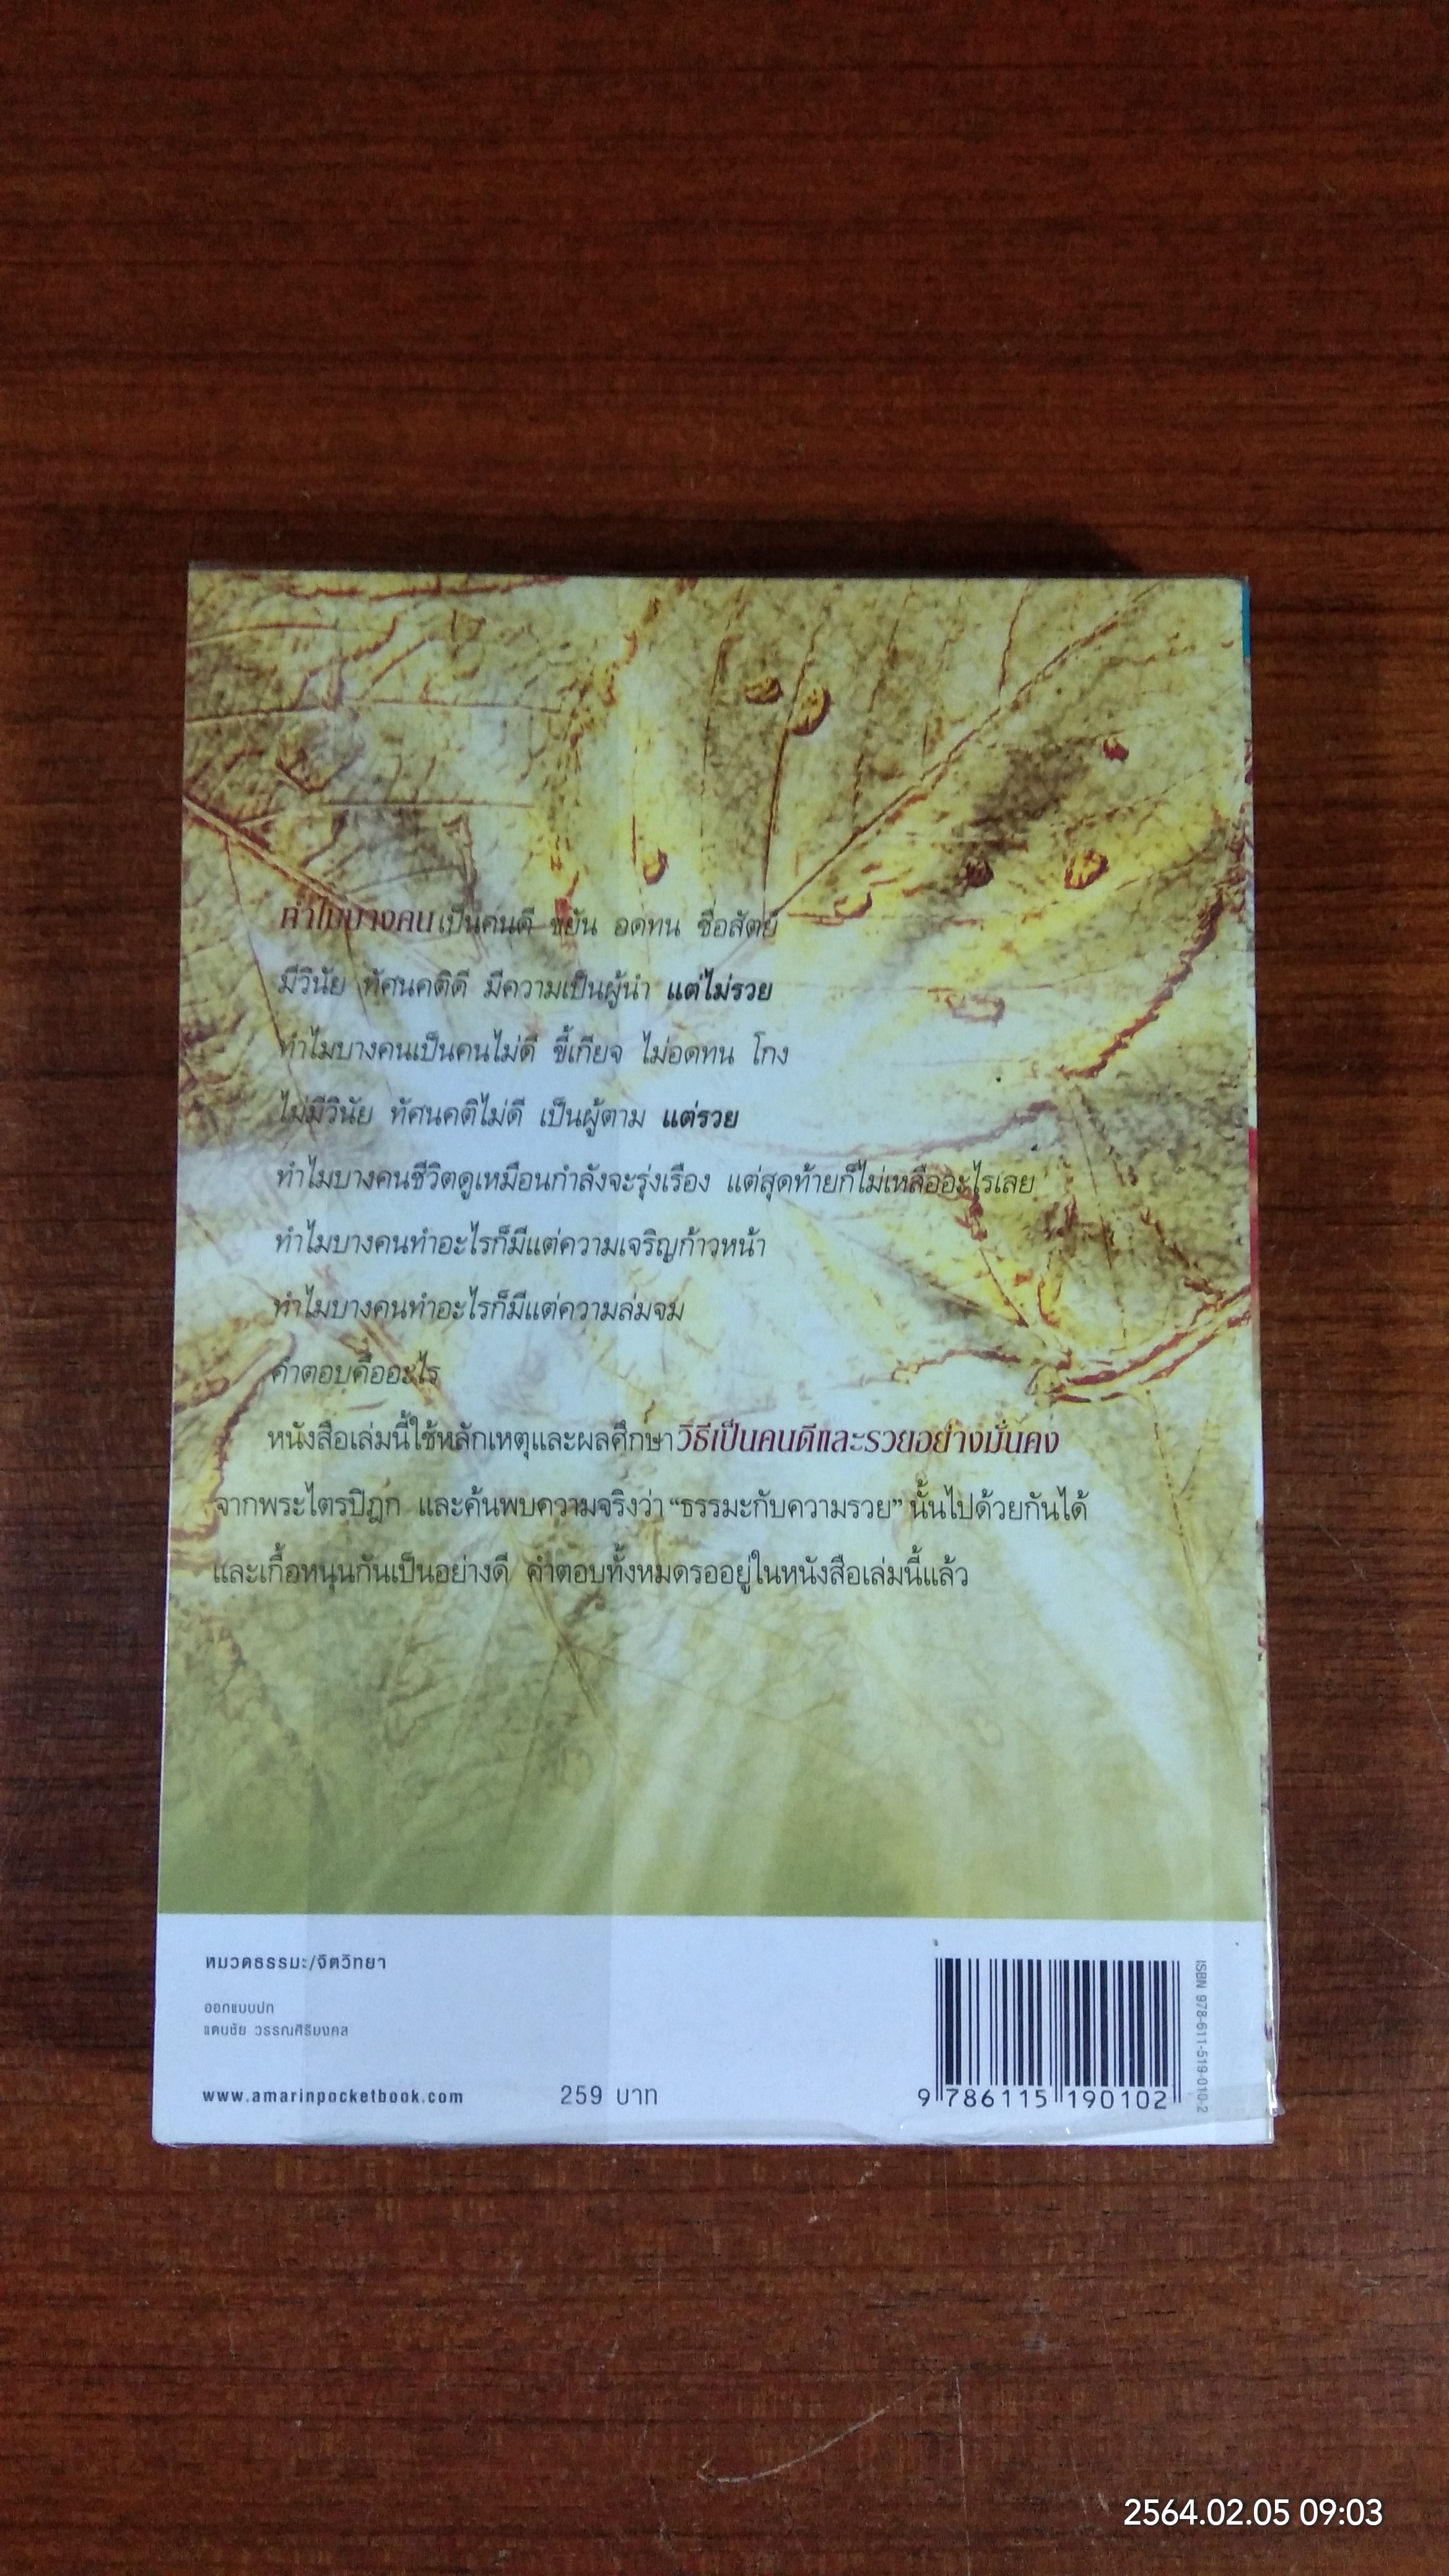 ทำไมบางคนเป็นคนดี ขยัน อดทน ซื่อสัตย์
มีวินัย ทัศนคติดี มีความเป็นผู้นำ แต่ไม่รวย
ทำไมบางคนเป็นคนไม่ดี ขี้เกียจ ไม่อดทน โกง
ไม่มีวินัย ทัศนคติไม่ดี เป็นผู้ตาม แต่รวย
ทำไมบางคนชีวิตดูเหมือนกำลังจะรุ่งเรือง แต่สุดท้ายก็ไม่เหลืออะไรเลย
ทำไมบางคนทำอะไรก็มีแต่ความเจริญก้าวหน้า
ทำไมบางคนทำอะไรก็มีแต่ความล่มจม
คำตอบคืออะไร
หนังสือเล่มนี้ใช้หลักเหตุและผลศึกษาวิธีเป็นคนดีและรวยอย่างมั่นคง
จากพระไตรปิฎก และค้นพบความจริงว่า “ธรรมะกับความรวย” นั้นไปด้วยกันได้
และเกื้อหนุนกันเป็นอย่างดี คำตอบทั้งหมดรออยู่ในหนังสือเล่มนี้แล้ว
หมวดธรรมะ/จิตวิทยา
ออกแบบปก
แดนชัย วรรณศิริมงคล
www.amarinpocketbook.com
259 บาท
9 786115 190102
ISBN 978-611-519-010-2
2564.02.05 09:03